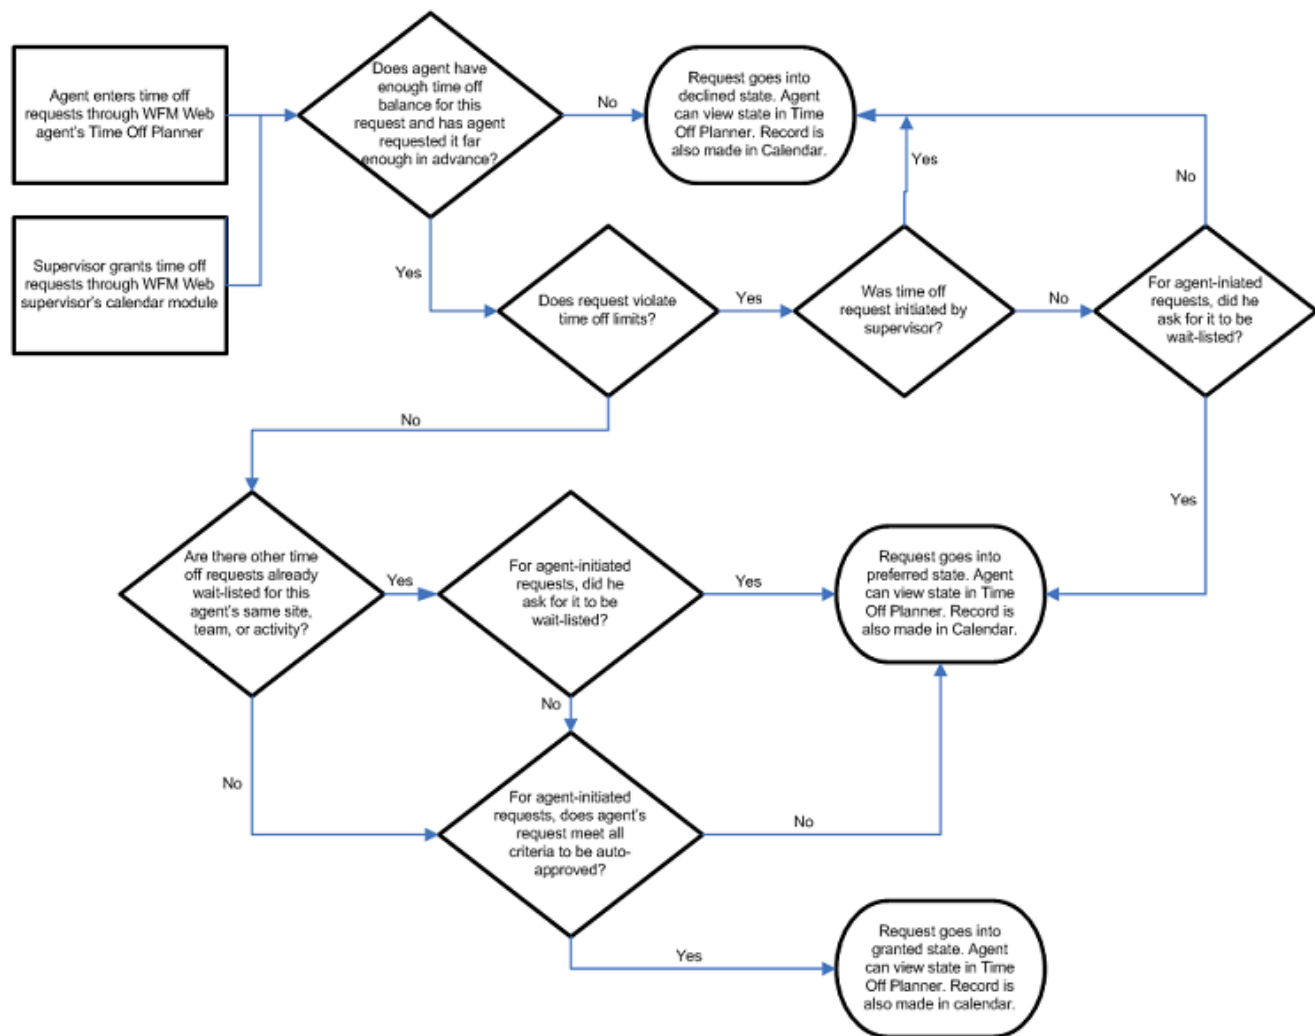 Agent enters time off
requests through WFM Web
agent's Time Off Planner
Does agent have
enough time off
balance for this
request and has agent
requested it far
enough in advance?
No
Request goes into
declined state. Agent
can view state in Time
Off Planner. Record is
also made in Calendar.
Supervisor grants time off
requests through WFM Web
supervisor's calendar module
Yes
Does request violate
time off limits?
Yes
Was time off
request initiated by
supervisor?
Yes
No
For agent-iniated
requests, did he
ask for it to be
wait-listed?
No
Yes
No
Are there other time
off requests already
wait-listed for this
agent's same site,
team, or activity?
Yes
For agent-initiated
requests, did he
ask for it to be
wait-listed?
Yes
Request goes into
preferred state. Agent
can view state in Time
Off Planner. Record is
also made in Calendar.
No
No
For agent-initiated
requests, does agent's
request meet all
criteria to be auto-
approved?
No
Yes
Request goes into
granted state. Agent
can view state in Time
Off Planner. Record is
also made in calendar.